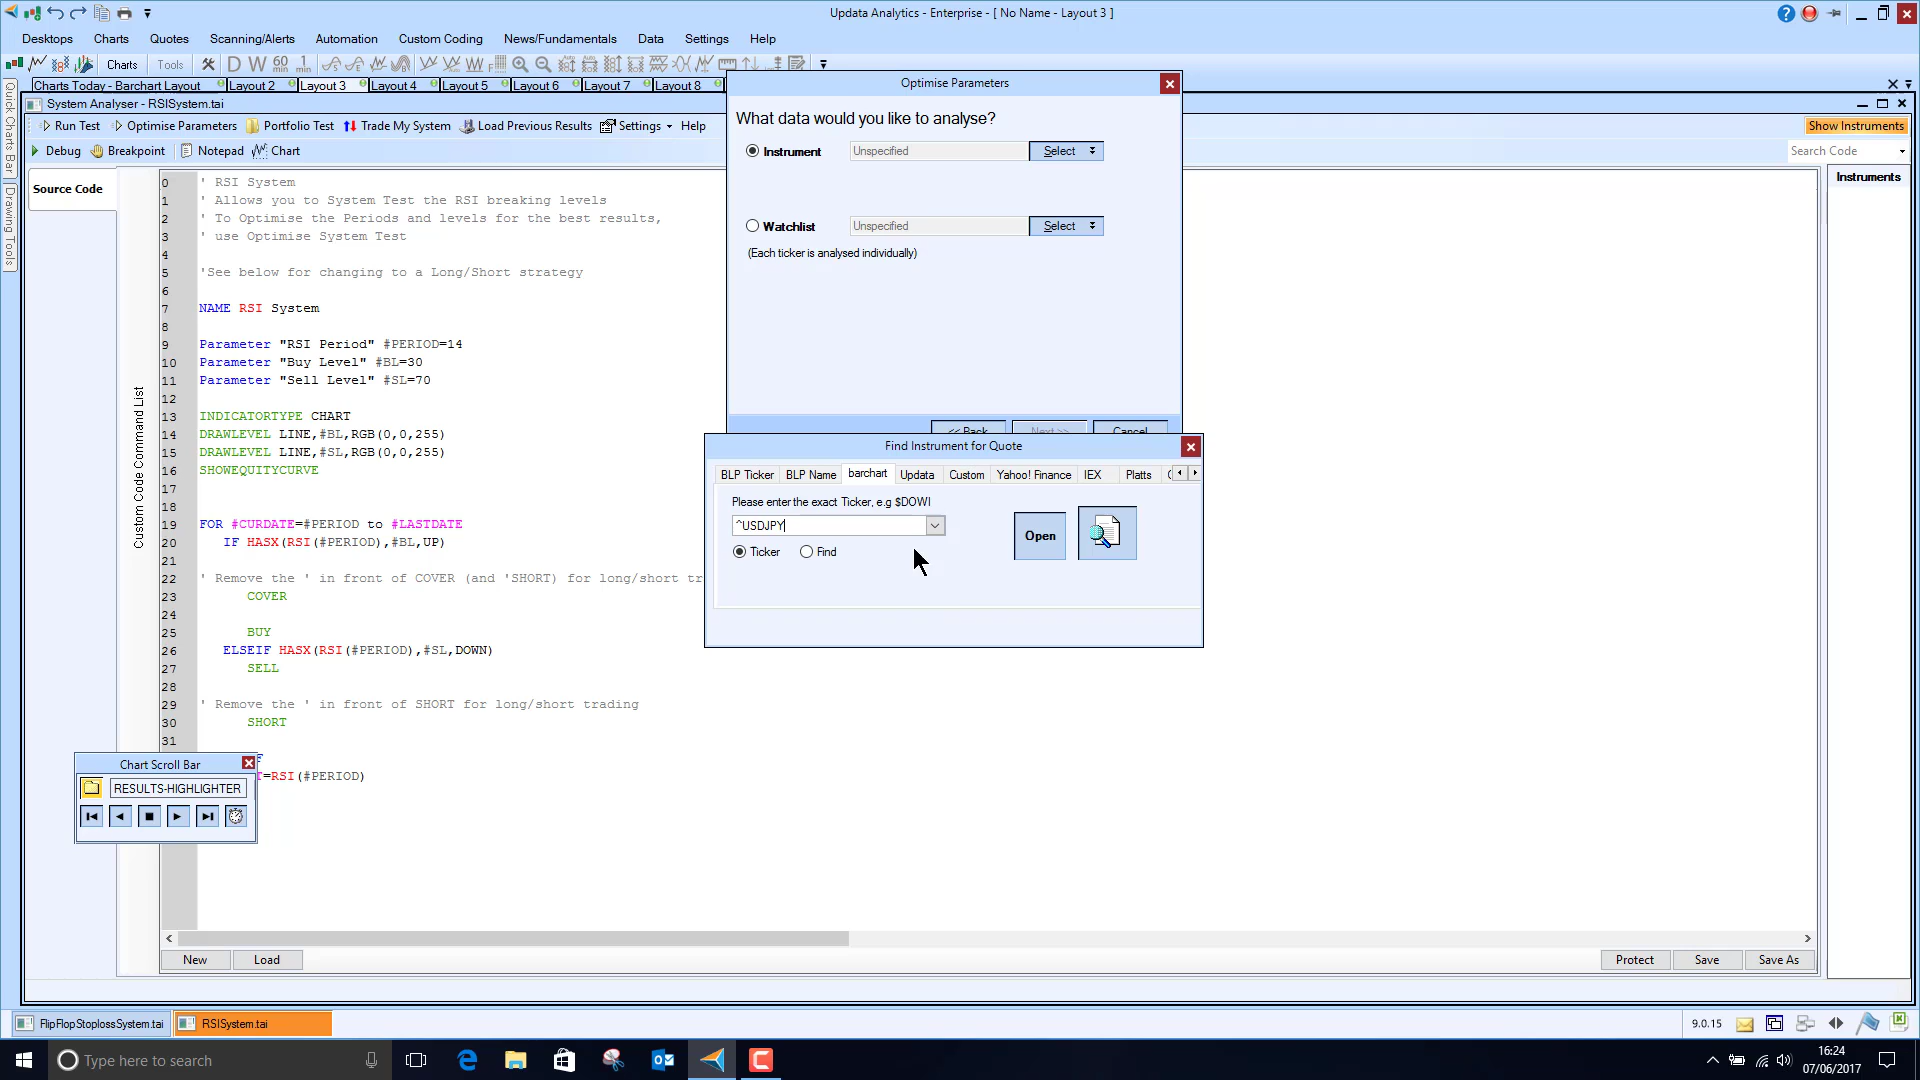 Updata Analytics - Enterprise - [ No Name - Layout 3 ]
Desktops Charts Quotes Scanning/Alerts Automation Custom Coding News/Fundamentals Data Settings Help
Charts Tools D W 60 1
Charts Today - Barchart Layout Layout 2 Layout 3 Layout 4 Layout 5 Layout 6 Layout 7 Layout 8
Quick Charts Bar
Drawing Tools
System Analyser - RSISystem.tai
Run Test Optimise Parameters Portfolio Test Trade My System Load Previous Results Settings Help
Show Instruments
Debug Breakpoint Notepad Chart
Search Code
Source Code
Instruments
Custom Code Command List
0 ' RSI System
1 ' Allows you to System Test the RSI breaking levels
2 ' To Optimise the Periods and levels for the best results,
3 ' use Optimise System Test
4
5 'See below for changing to a Long/Short strategy
6
7 NAME RSI System
8
9 Parameter "RSI Period" #PERIOD=14
10 Parameter "Buy Level" #BL=30
11 Parameter "Sell Level" #SL=70
12
13 INDICATORTYPE CHART
14 DRAWLEVEL LINE,#BL,RGB(0,0,255)
15 DRAWLEVEL LINE,#SL,RGB(0,0,255)
16 SHOWEQUITYCURVE
17
18
19 FOR #CURDATE=#PERIOD to #LASTDATE
20 IF HASX(RSI(#PERIOD),#BL,UP)
21
22 ' Remove the ' in front of COVER (and 'SHORT) for long/short tr
23 COVER
24
25 BUY
26 ELSEIF HASX(RSI(#PERIOD),#SL,DOWN)
27 SELL
28
29 ' Remove the ' in front of SHORT for long/short trading
30 SHORT
31
F
T=RSI(#PERIOD)
Optimise Parameters
What data would you like to analyse?
Instrument Unspecified Select
Watchlist Unspecified Select
(Each ticker is analysed individually)
<< Back Next >> Cancel
Find Instrument for Quote
BLP Ticker BLP Name barchart Updata Custom Yahoo! Finance IEX Platts
Please enter the exact Ticker, e.g $DOWI
^USDJPY
Ticker Find
Open
Chart Scroll Bar
RESULTS-HIGHLIGHTER
New Load Protect Save Save As
FlipFlopStoplossSystem.tai RSISystem.tai
9.0.15
Type here to search
16:24
07/06/2017